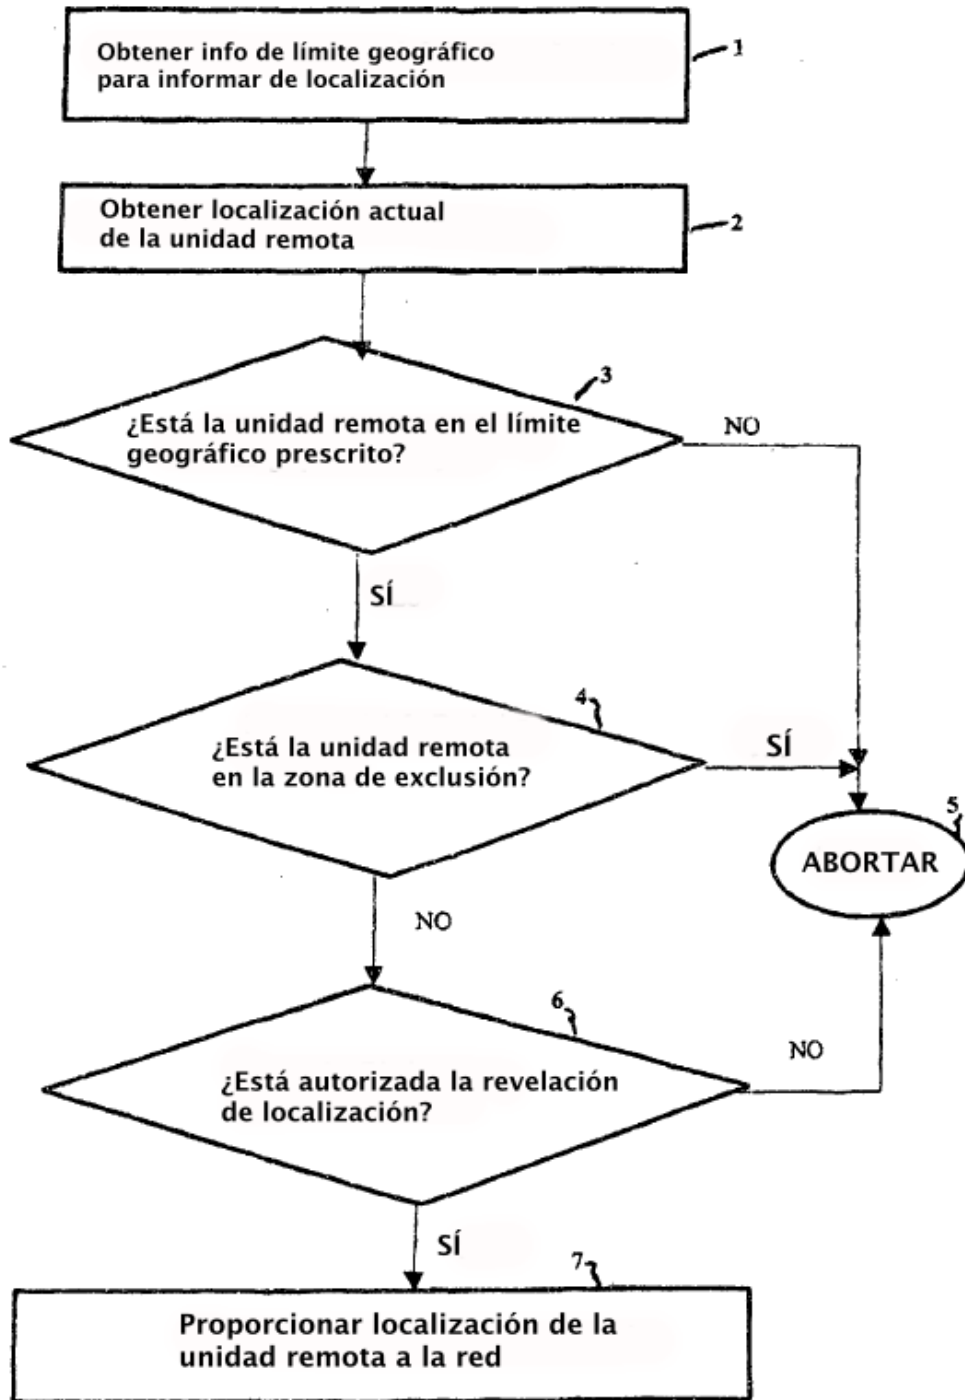 Obtener info de límite geográfico
para informar de localización
1
Obtener localización actual
de la unidad remota
2
3
¿Está la unidad remota en el límite
geográfico prescrito?
NO
SÍ
4
¿Está la unidad remota
en la zona de exclusión?
SÍ
5
ABORTAR
NO
6
¿Está autorizada la revelación
de localización?
NO
SÍ
7
Proporcionar localización de la
unidad remota a la red